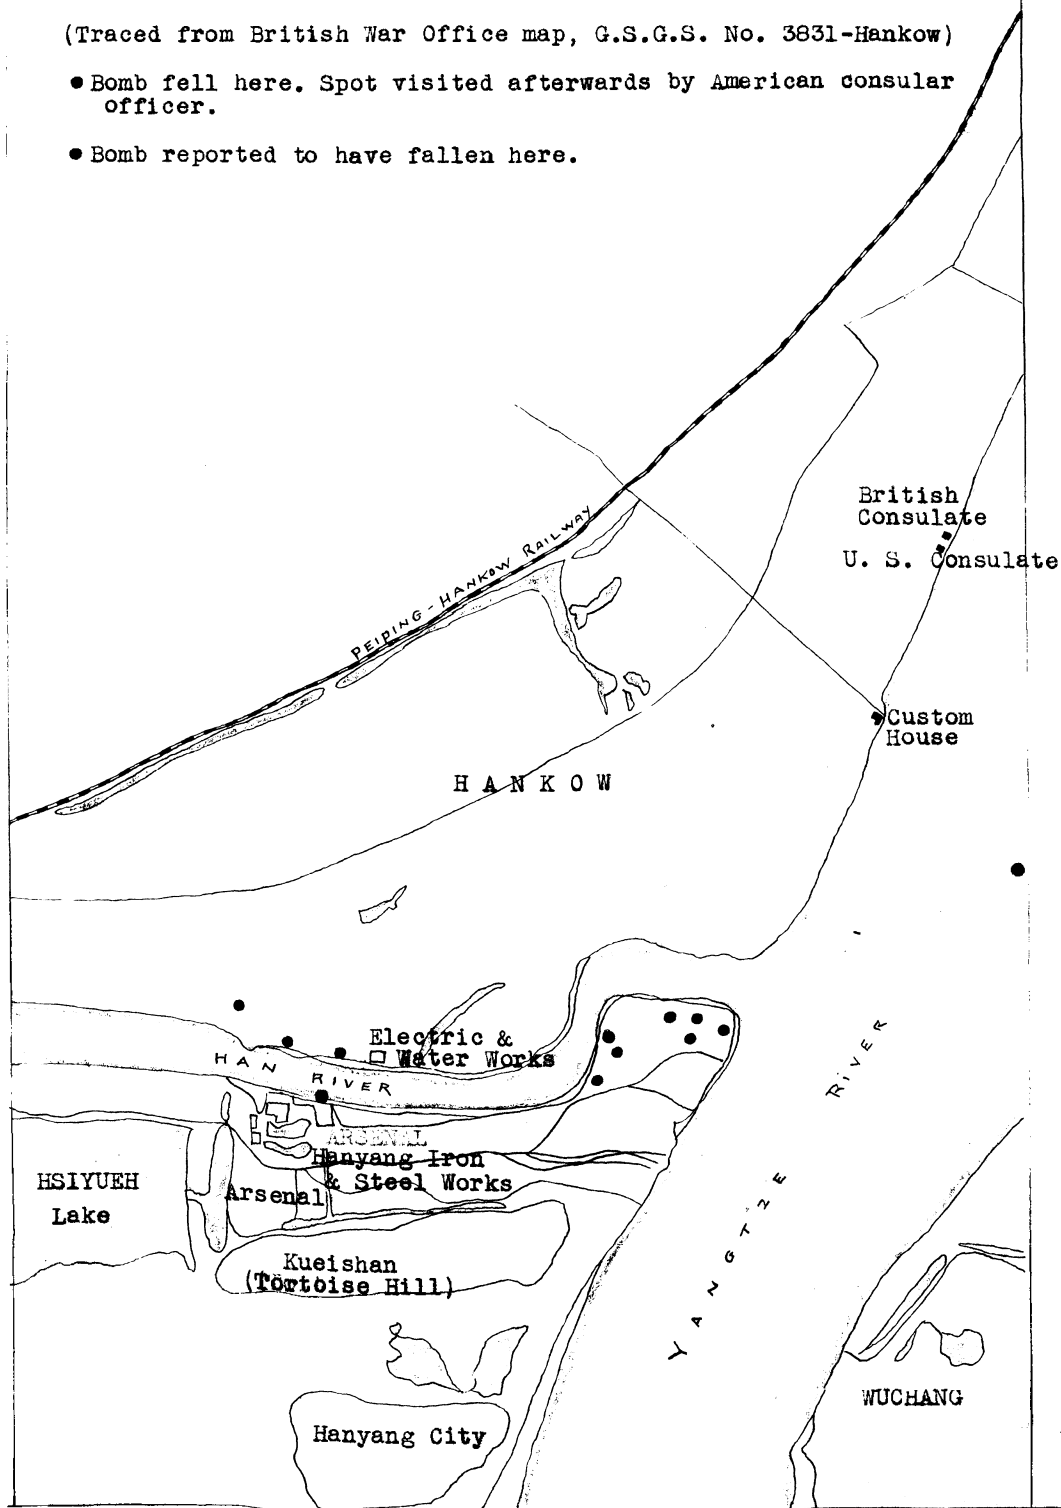 (Traced from British War Office map, G.S.G.S. No. 3831-Hankow)
Bomb fell here. Spot visited afterwards by American consular
officer.
Bomb reported to have fallen here.
British
Consulate
U. S. Consulate
PEIPING-HANKOW RAILWAY
Custom
House
HANKOW
Electric &
Water Works
HAN RIVER
ARSENAL
Hanyang Iron
& Steel Works
Arsenal
HSIYUEH
Lake
Kueishan
(Tortoise Hill)
YANGTZE RIVER
WUCHANG
Hanyang City